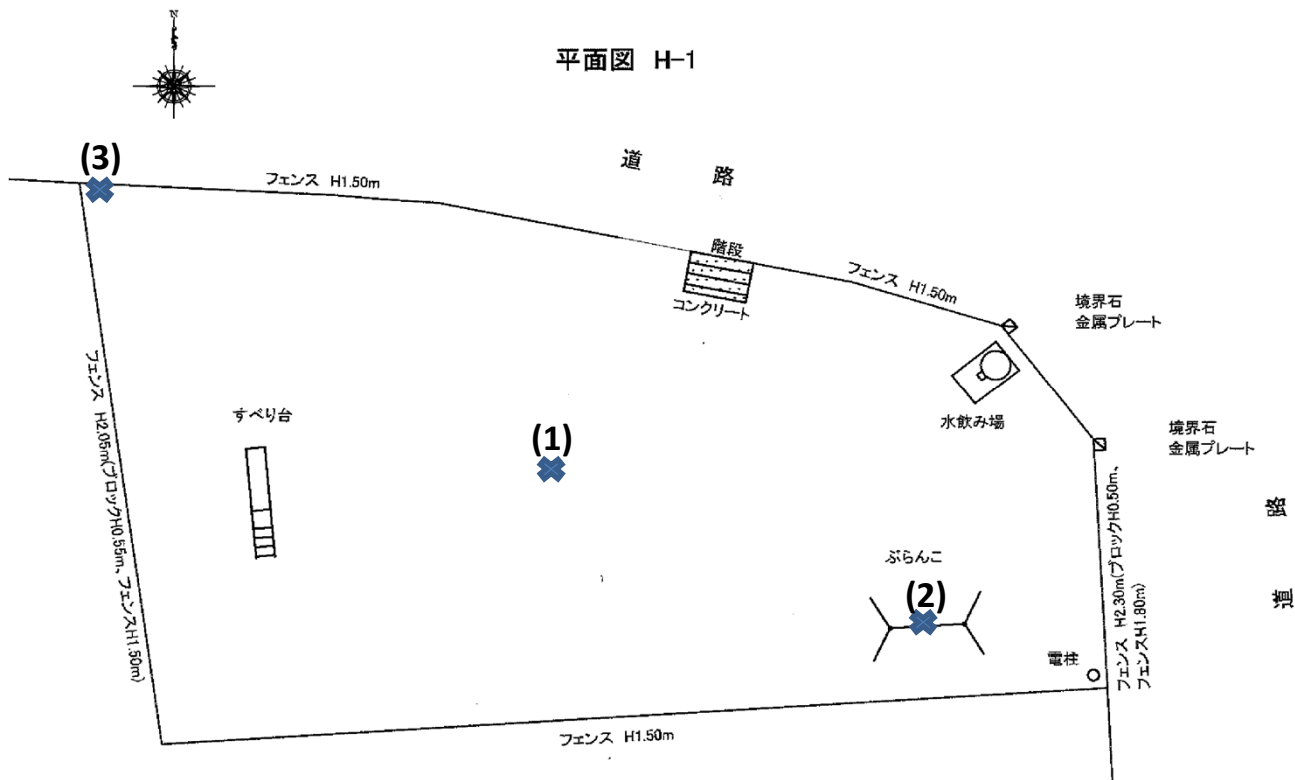 N
平面図 H-1
道路
(3)
フェンス H1.50m
階段
コンクリート
フェンス H1.50m
境界石
金属プレート
水飲み場
境界石
金属プレート
すべり台
(1)
フェンス H2.05m(ブロックH0.55m、フェンスH1.50m)
ぶらんこ
(2)
電柱
フェンス H2.30m(ブロックH0.50m、
フェンスH1.80m)
道路
フェンス H1.50m